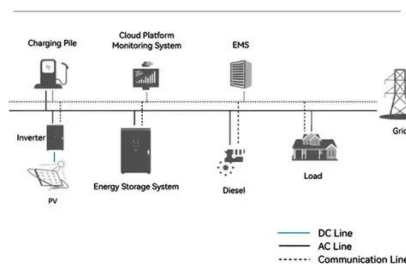 Charging Pile
Cloud Platform
Monitoring System
EMS
Grid
Inverter
PV
Energy Storage System
Diesel
Load
DC Line
AC Line
Communication Line